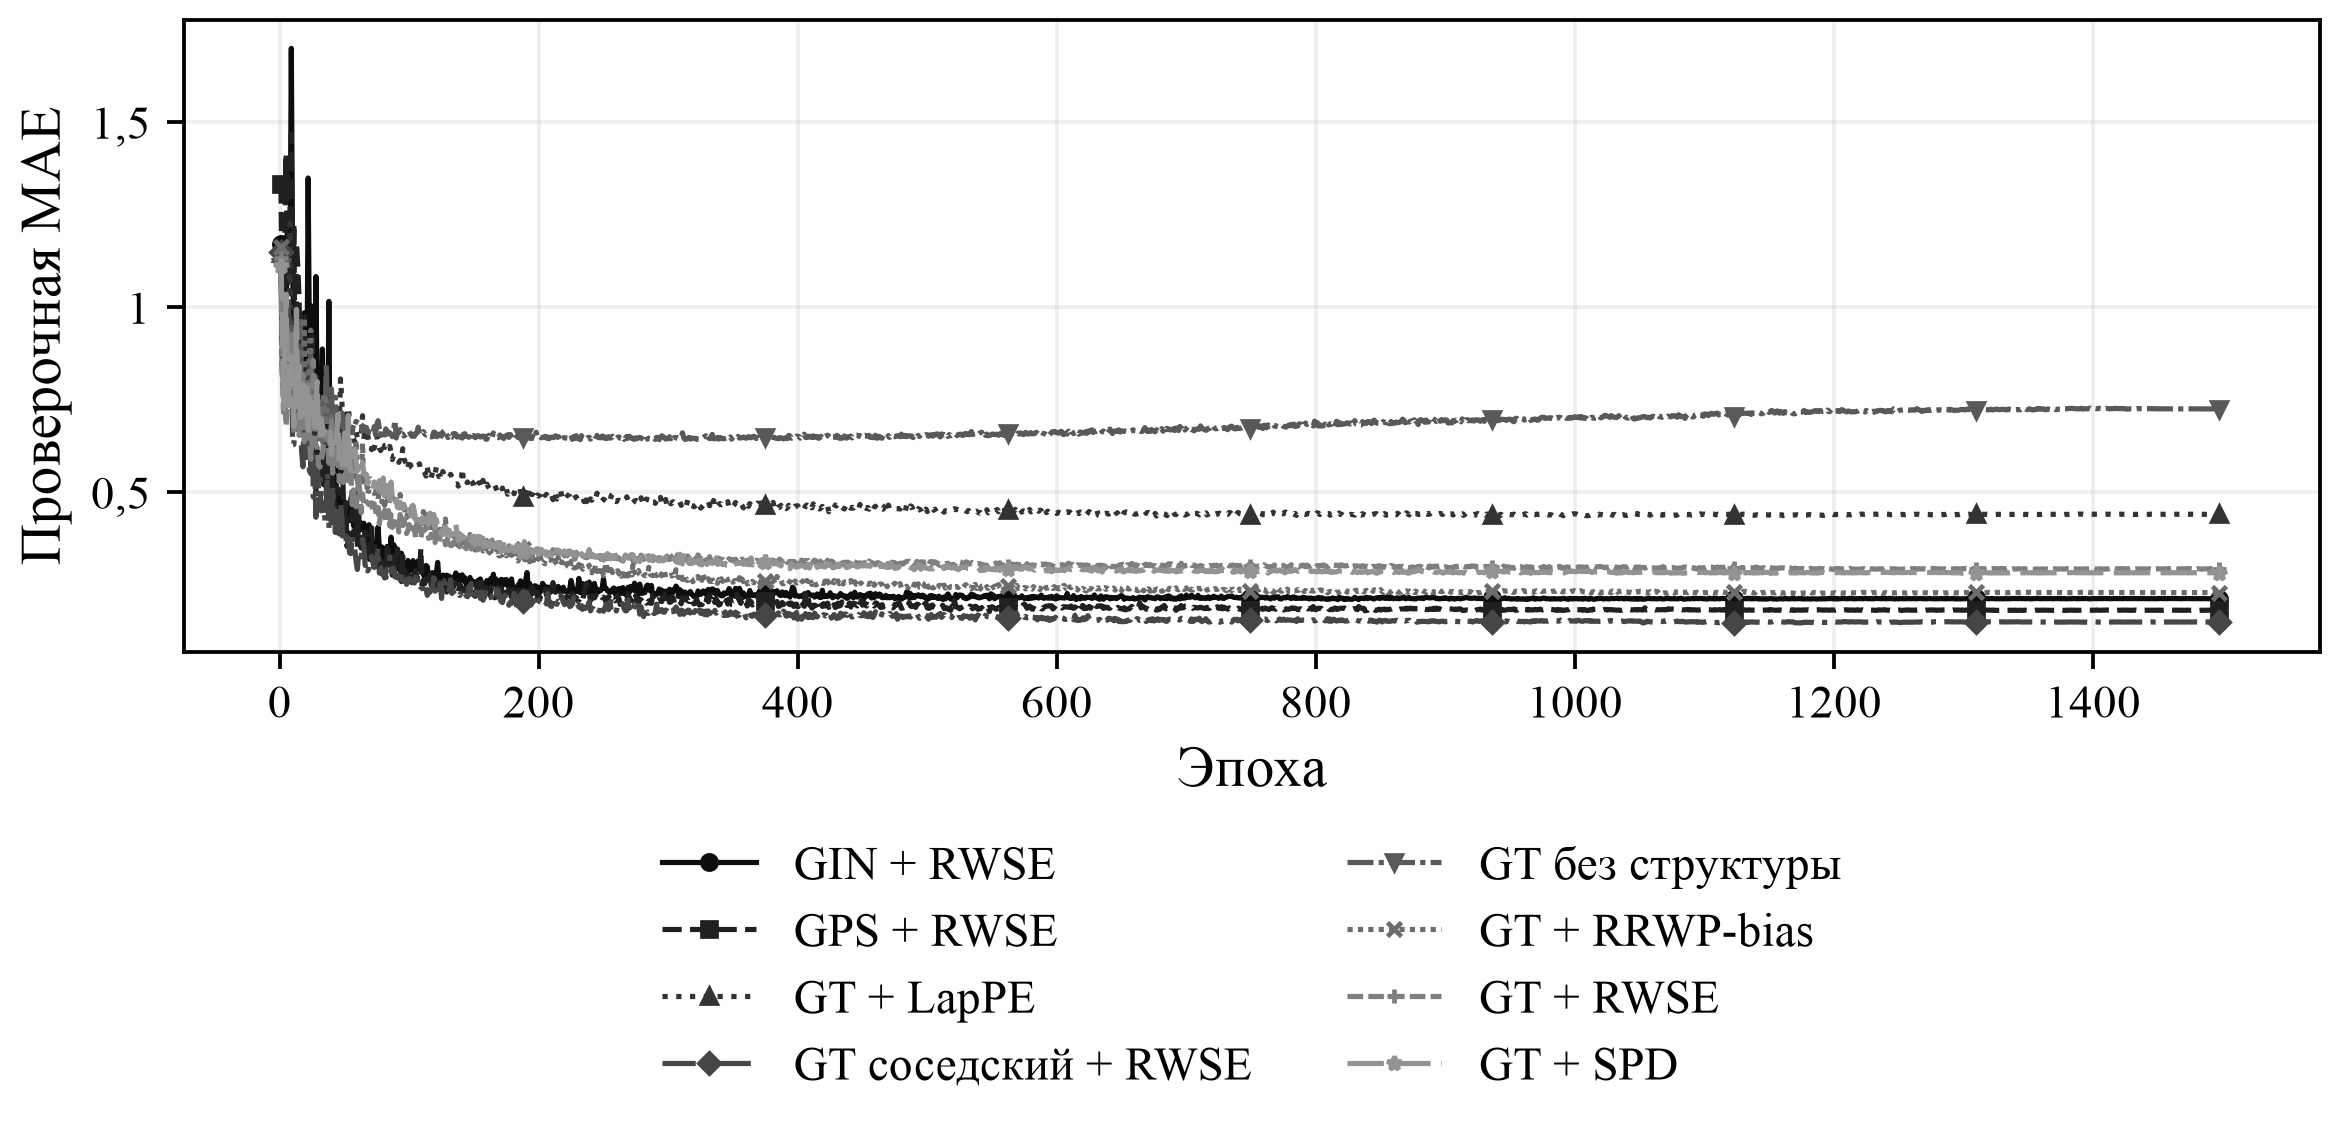 Проверочная MAE
1,5
1
0,5
0 200 400 600 800 1000 1200 1400
Эпоха
GIN + RWSE
GPS + RWSE
GT + LapPE
GT соседский + RWSE
GT без структуры
GT + RRWP-bias
GT + RWSE
GT + SPD